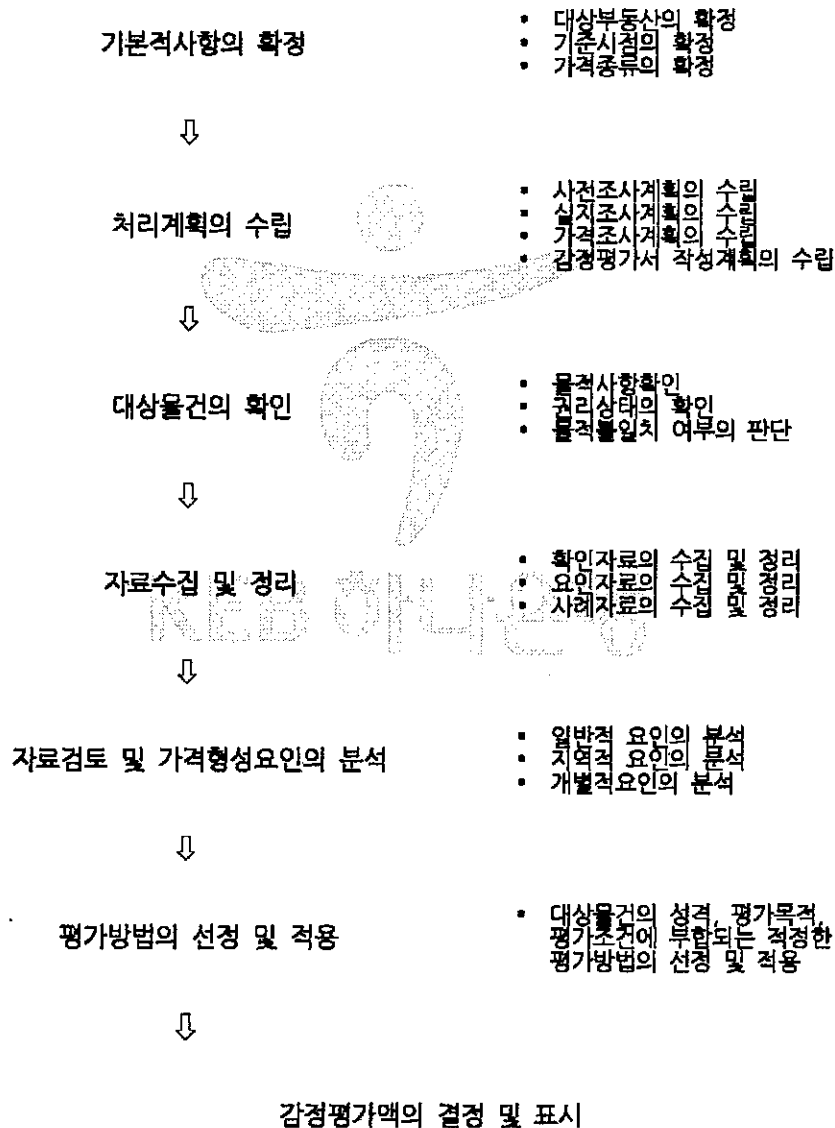 기본적사항의 확정
• 대상부동산의 확정
• 기준시점의 확정
• 가격종류의 확정
⇩
처리계획의 수립
• 사전조사계획의 수립
• 실지조사계획의 수립
• 가격조사계획의 수립
• 감정평가서 작성계획의 수립
⇩
대상물건의 확인
• 물적사항확인
• 권리상태의 확인
• 물적불일치 여부의 판단
⇩
자료수집 및 정리
• 확인자료의 수집 및 정리
• 요인자료의 수집 및 정리
• 사례자료의 수집 및 정리
KEB 하나은행
⇩
자료검토 및 가격형성요인의 분석
• 일반적 요인의 분석
• 지역적 요인의 분석
• 개별적요인의 분석
⇩
평가방법의 선정 및 적용
• 대상물건의 성격, 평가목적,
평가조건에 부합되는 적정한
평가방법의 선정 및 적용
⇩
감정평가액의 결정 및 표시